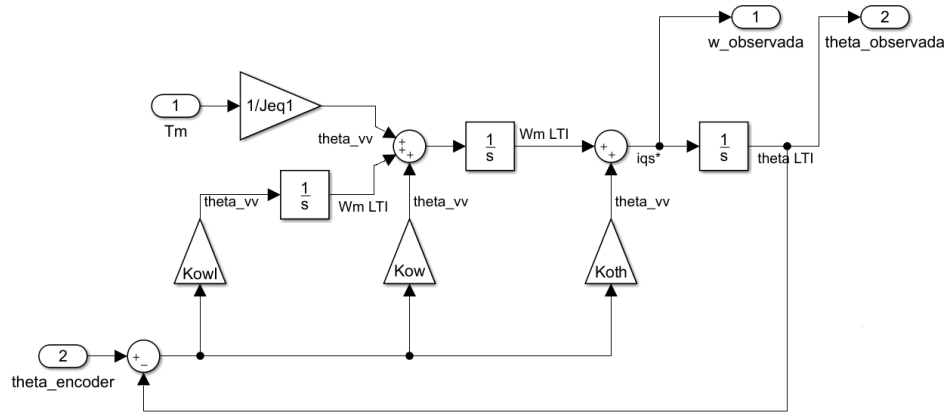 1
w_observada
2
theta_observada
1
Tm
1/Jeq1
theta_vv
+
+
+
1
s
Wm LTI
+
+
iqs*
1
s
theta LTI
theta_vv
1
s
Wm LTI
theta_vv
theta_vv
Kowl
Kow
Koth
2
theta_encoder
+
−